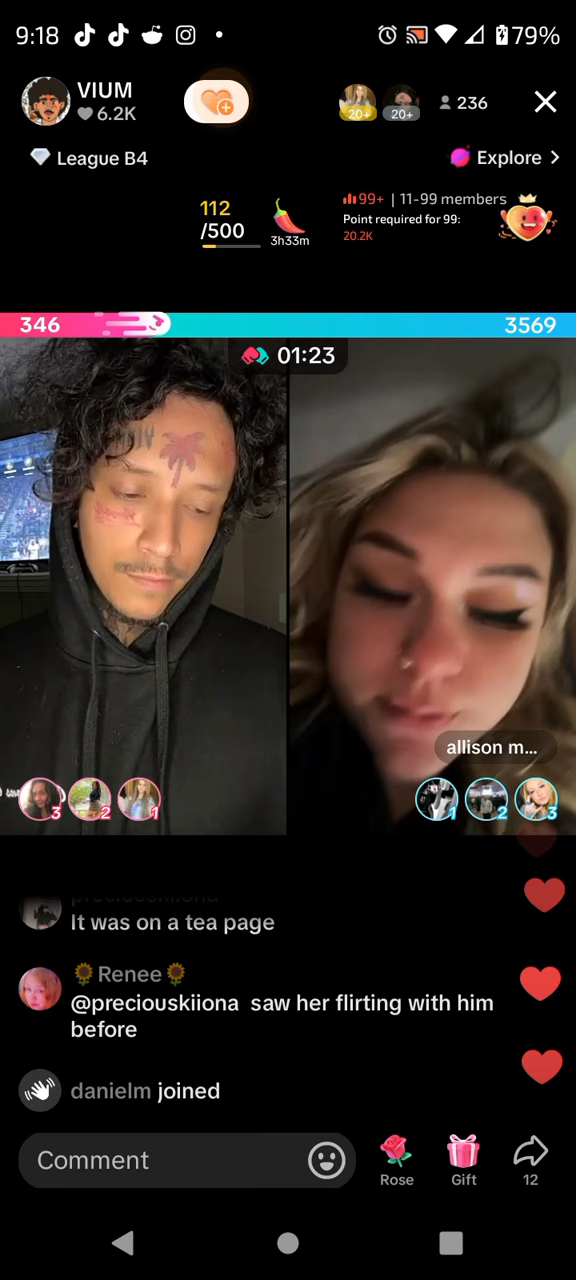 9:18
79%
VIUM
6.2K
20+
20+
236
League B4
Explore
112
/500
3h33m
99+ | 11-99 members
Point required for 99:
20.2K
346
3569
01:23
allison m...
3
2
1
1
2
3
preciouskiiona
It was on a tea page
🌻Renee🌻
@preciouskiiona saw her flirting with him
before
danielm joined
Comment
Rose
Gift
12